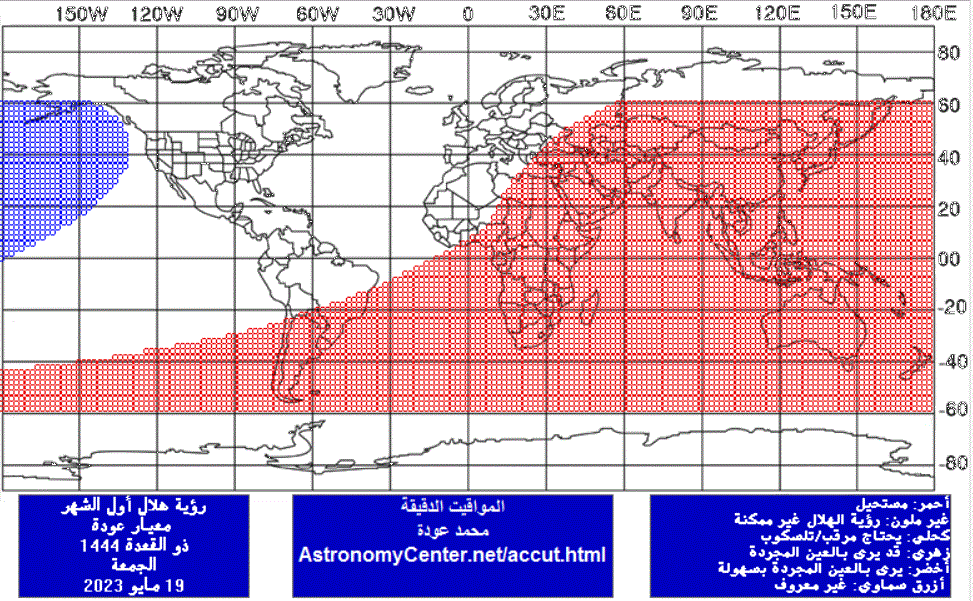 150W 120W 90W 60W 30W 0 30E 60E 90E 120E 150E 180E
80
60
40
20
00
-20
-40
-60
-80
رؤية هلال أول الشهر
معيار عودة
ذو القعدة 1444
الجمعة
19 مايو 2023
المواقيت الدقيقة
محمد عودة
AstronomyCenter.net/accut.html
أحمر: مستحيل
غير ملون: رؤية الهلال غير ممكنة
كحلي: يحتاج مرقب/تلسكوب
زهري: قد يرى بالعين المجردة
أخضر: يرى بالعين المجردة بصهولة
أزرق صماوي: غير معروف